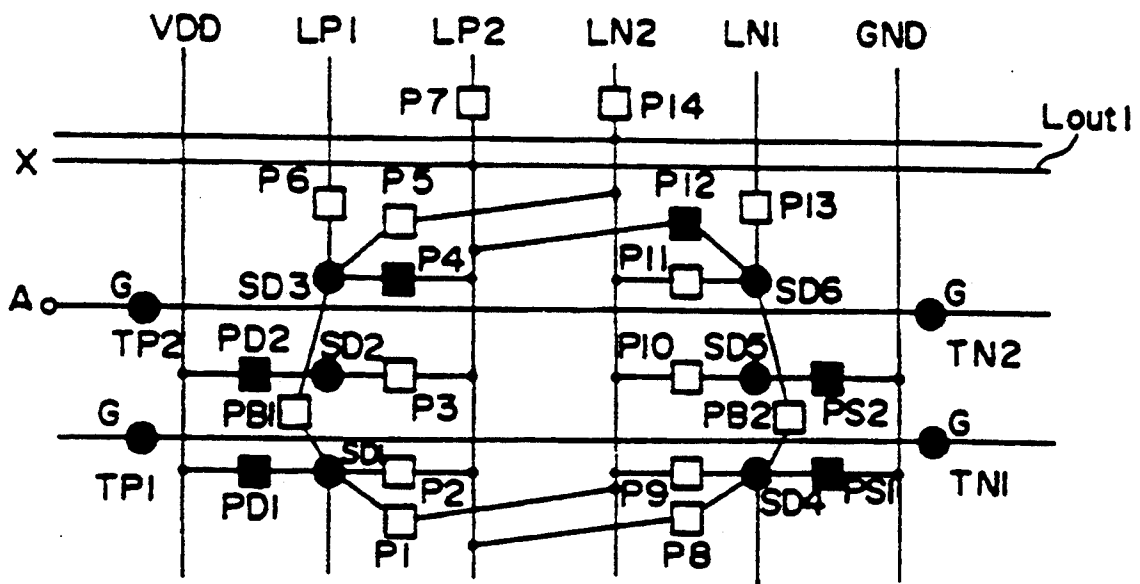 VDD LP1 LP2 LN2 LN1 GND
P7 P14
Lout1
X
P6 P5 P12 P13
P4 P11
SD3 SD6
A G G
TP2 PD2 SD2 P10 SD5 TN2
PB1 P3 PB2 PS2
G G
TP1 SD1 P2 P9 SD4 PS1 TN1
PD1 P1 P8